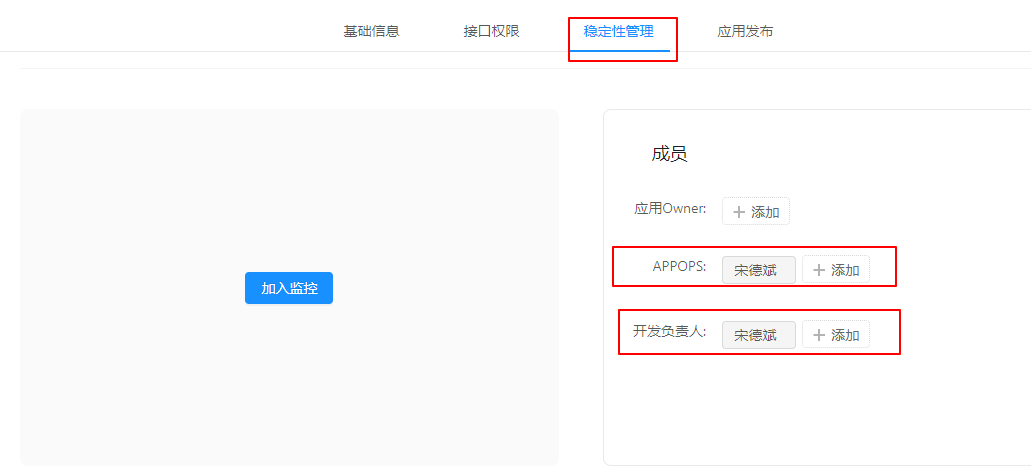 基础信息 接口权限 稳定性管理 应用发布
成员
应用Owner: 添加
APPOPS: 宋德斌 添加
加入监控
开发负责人: 宋德斌 添加